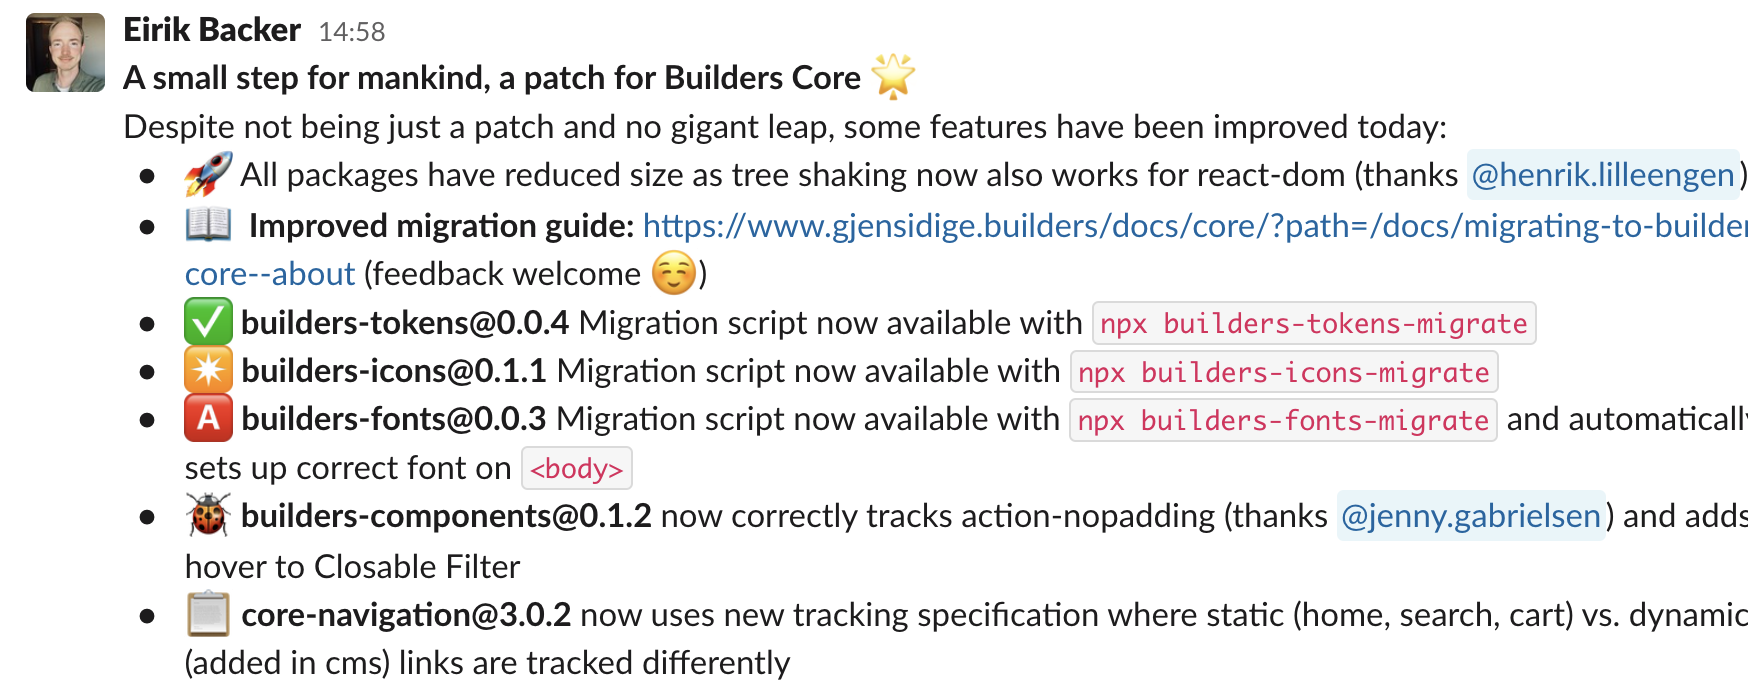 Eirik Backer 14:58
A small step for mankind, a patch for Builders Core 🌟
Despite not being just a patch and no gigant leap, some features have been improved today:
• 🚀 All packages have reduced size as tree shaking now also works for react-dom (thanks @henrik.lilleengen)
• 📖 Improved migration guide: https://www.gjensidige.builders/docs/core/?path=/docs/migrating-to-builder
core--about (feedback welcome ☺️)
• ✅ builders-tokens@0.0.4 Migration script now available with npx builders-tokens-migrate
• ✴️ builders-icons@0.1.1 Migration script now available with npx builders-icons-migrate
• 🅰️ builders-fonts@0.0.3 Migration script now available with npx builders-fonts-migrate and automatically
sets up correct font on <body>
• 🐞 builders-components@0.1.2 now correctly tracks action-nopadding (thanks @jenny.gabrielsen) and adds
hover to Closable Filter
• 📋 core-navigation@3.0.2 now uses new tracking specification where static (home, search, cart) vs. dynamic
(added in cms) links are tracked differently